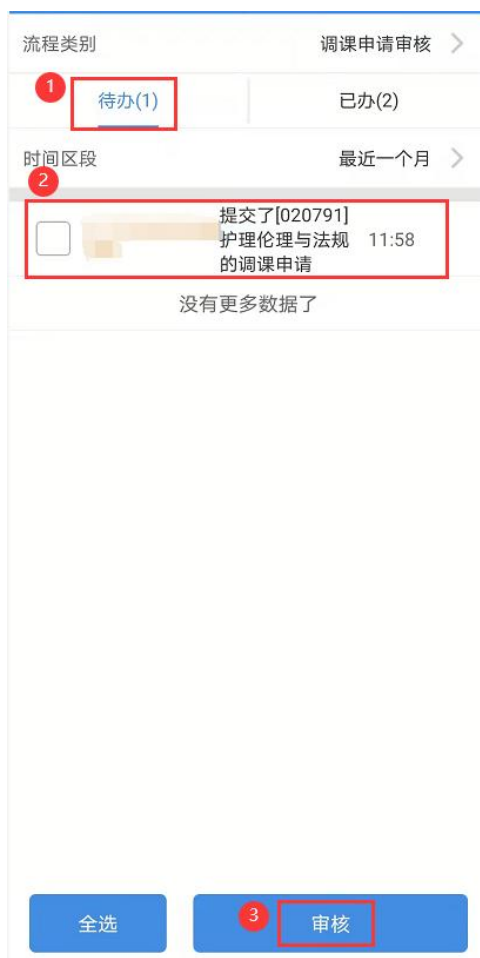 流程类别 调课申请审核
1 待办(1) 已办(2)
时间区段 最近一个月
2
提交了[020791]
护理伦理与法规 11:58
的调课申请
没有更多数据了
全选 3 审核